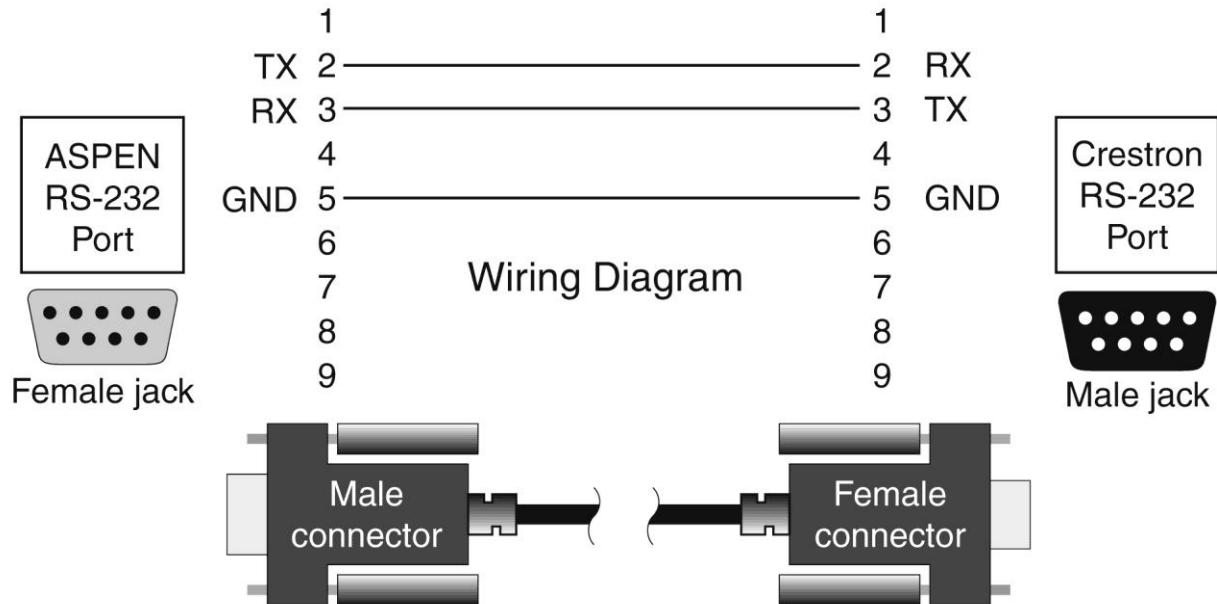 1 1
TX 2 2 RX
RX 3 3 TX
4 4
GND 5 5 GND
6 6
7 7
8 8
9 9
ASPEN
RS-232
Port
Female jack
Wiring Diagram
Crestron
RS-232
Port
Male jack
Male
connector
Female
connector